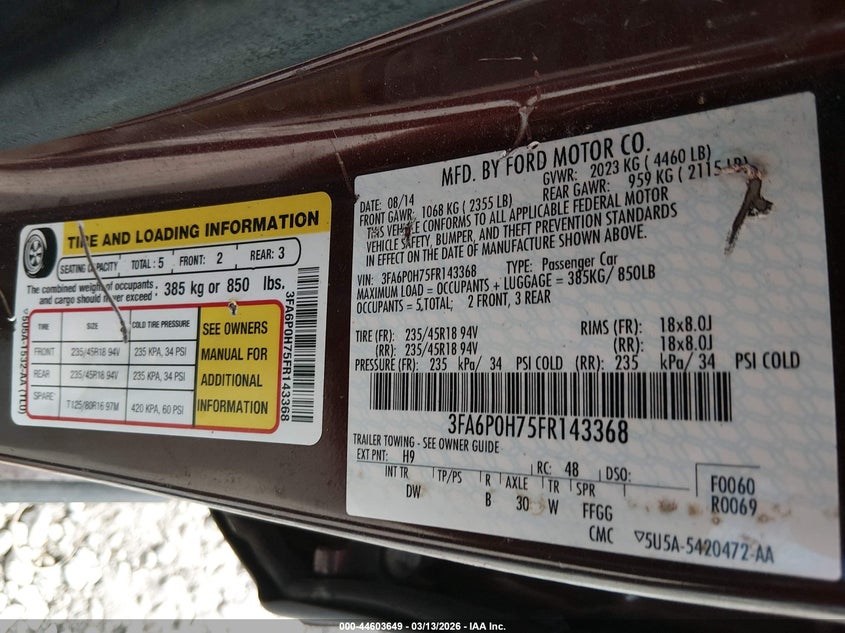 TIRE AND LOADING INFORMATION
SEATING CAPACITY TOTAL: 5 FRONT: 2 REAR: 3
The combined weight of occupants and cargo should never exceed: 385 kg or 850 lbs.
TIRE SIZE COLD TIRE PRESSURE
FRONT 235/45R18 94V 235 KPA, 34 PSI
REAR 235/45R18 94V 235 KPA, 34 PSI
SPARE T125/80R16 97M 420 KPA, 60 PSI
SEE OWNERS
MANUAL FOR
ADDITIONAL
INFORMATION
3FA6P0H75FR143368
MFD. BY FORD MOTOR CO.
DATE: 08/14 GVWR: 2023 KG ( 4460 LB)
FRONT GAWR: 1068 KG ( 2355 LB) REAR GAWR: 959 KG ( 2115 LB)
THIS VEHICLE CONFORMS TO ALL APPLICABLE FEDERAL MOTOR
VEHICLE SAFETY, BUMPER, AND THEFT PREVENTION STANDARDS
IN EFFECT ON THE DATE OF MANUFACTURE SHOWN ABOVE.
VIN: 3FA6P0H75FR143368 TYPE: Passenger Car
MAXIMUM LOAD = OCCUPANTS + LUGGAGE = 385KG/ 850LB
OCCUPANTS = 5,TOTAL; 2 FRONT, 3 REAR
TIRE (FR): 235/45R18 94V RIMS (FR): 18x8.0J
(RR): 235/45R18 94V (RR): 18x8.0J
PRESSURE (FR): 235 kPa/ 34 PSI COLD (RR): 235 kPa/ 34 PSI COLD
3FA6P0H75FR143368
TRAILER TOWING - SEE OWNER GUIDE
EXT PNT: H9 RC: 48 DSO:
INT TR TP/PS R AXLE TR SPR
DW B 30 W FFGG
CMC
F0060
R0069
5U5A-5420472-AA
000-44603649 - 03/13/2026 - IAA Inc.